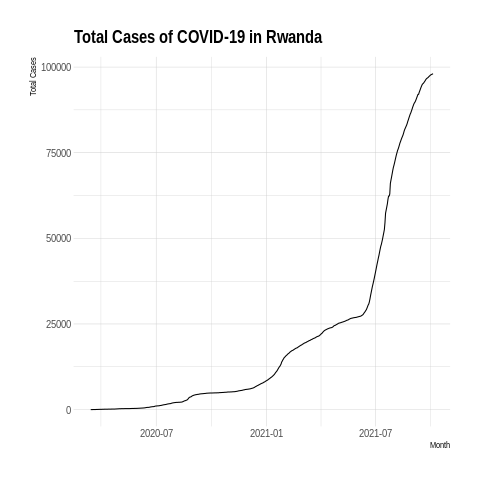 Total Cases of COVID-19 in Rwanda
Total Cases
100000
75000
50000
25000
0
2020-07 2021-01 2021-07
Month